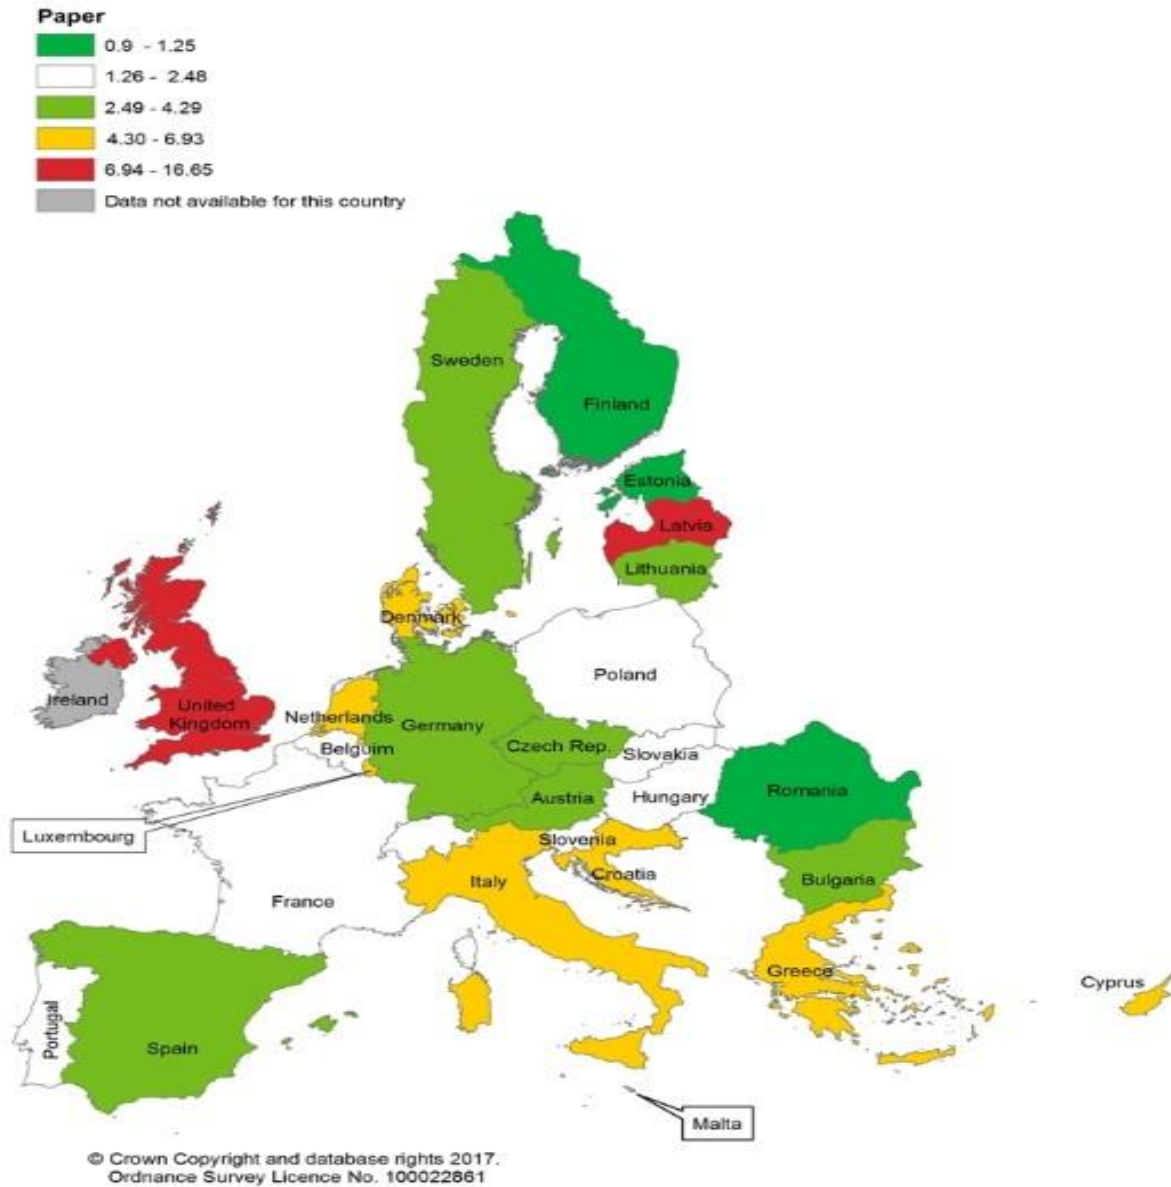 Paper
0.9 - 1.25
1.26 - 2.48
2.49 - 4.29
4.30 - 6.93
6.94 - 16.65
Data not available for this country
Sweden
Finland
Estonia
Latvia
Lithuania
Denmark
Ireland
United
Kingdom
Netherlands
Germany
Poland
Belguim
Czech Rep.
Slovakia
Luxembourg
Austria
Hungary
Romania
Slovenia
Italy
Croatia
Bulgaria
France
Greece
Cyprus
Portugal
Spain
Malta
© Crown Copyright and database rights 2017.
Ordnance Survey Licence No. 100022861